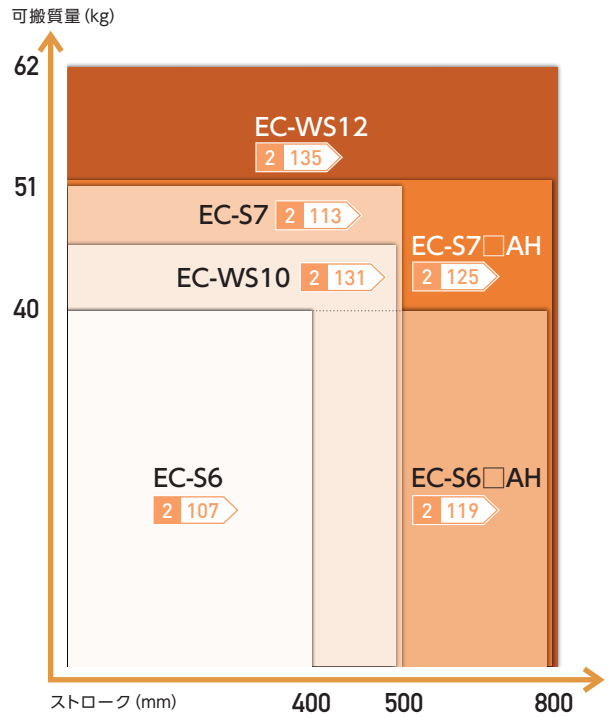 可搬質量 (kg)
62
EC-WS12
2 135
51
EC-S7 2 113
EC-S7□AH
2 125
EC-WS10 2 131
40
EC-S6
2 107
EC-S6□AH
2 119
ストローク (mm)
400 500 800